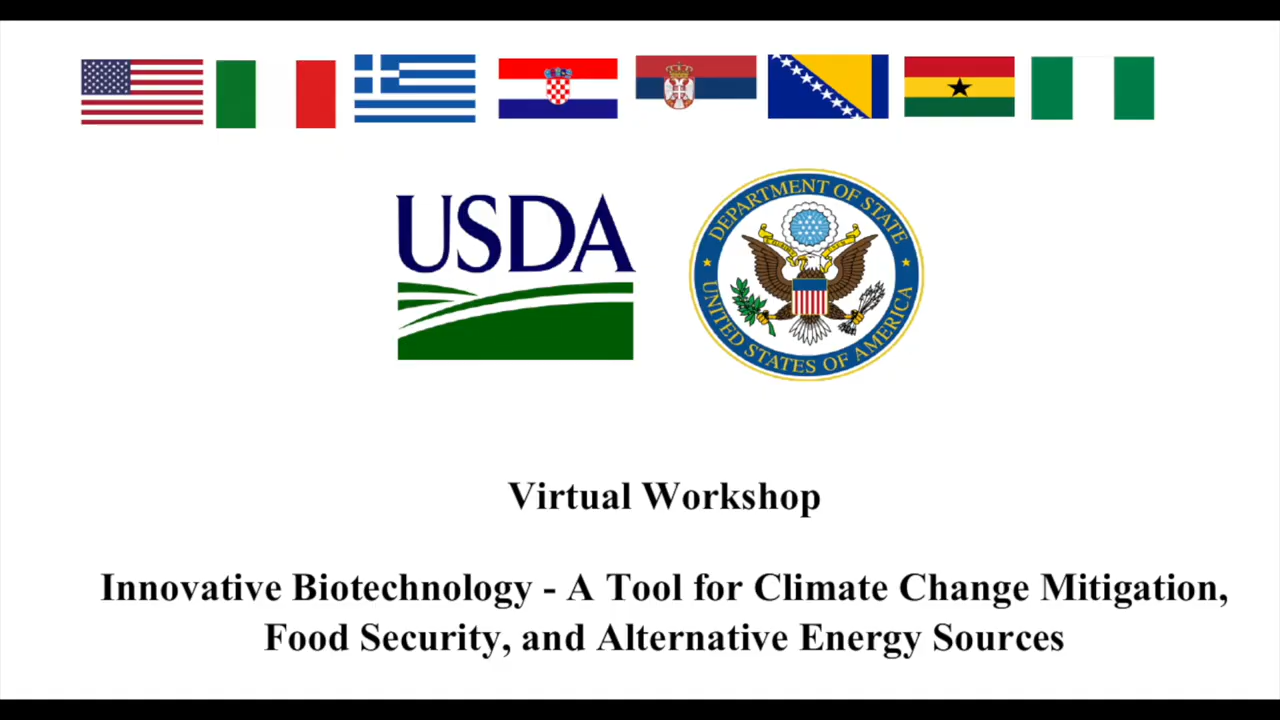 USDA
DEPARTMENT OF STATE
UNITED STATES OF AMERICA
Virtual Workshop
Innovative Biotechnology - A Tool for Climate Change Mitigation,
Food Security, and Alternative Energy Sources